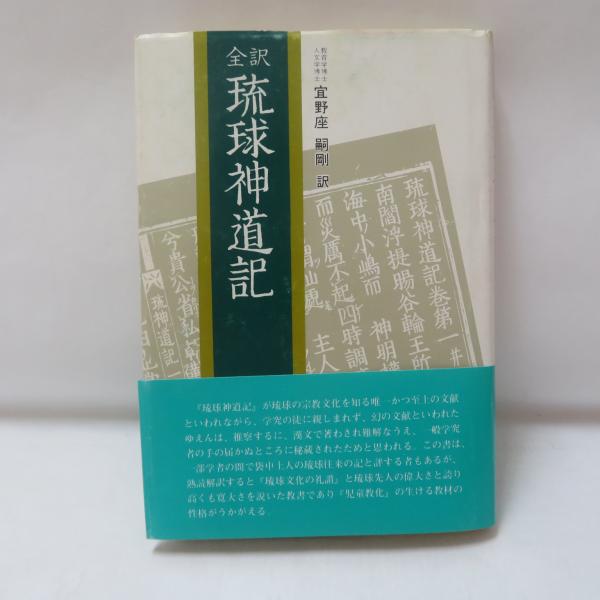 全訳
琉球神道記
教育学博士
人文学博士
宜野座 嗣剛 訳
琉球神道記巻第一 并
南閻浮提暘谷輪王所
海中小嶋而 神明権
而災厲不起四時調
主人
今貴公省
琉神道記
『琉球神道記』が琉球の宗教文化を知る唯一かつ至上の文献
といわれながら、学究の徒に親しまれず、幻の文献といわれた
ゆえんは、推察するに、漢文で著わされ難解なうえ、一般学究
者の手の届かぬところに秘蔵されたためと思われる。この書は、
一部学者の間で袋中上人の琉球往来の記と評する者もあるが、
熟読解訳すると『琉球文化の礼讃』と琉球先人の偉大さと誇り
高くも寛大さを説いた教書であり『児童教化』の生ける教材の
性格がうかがえる。